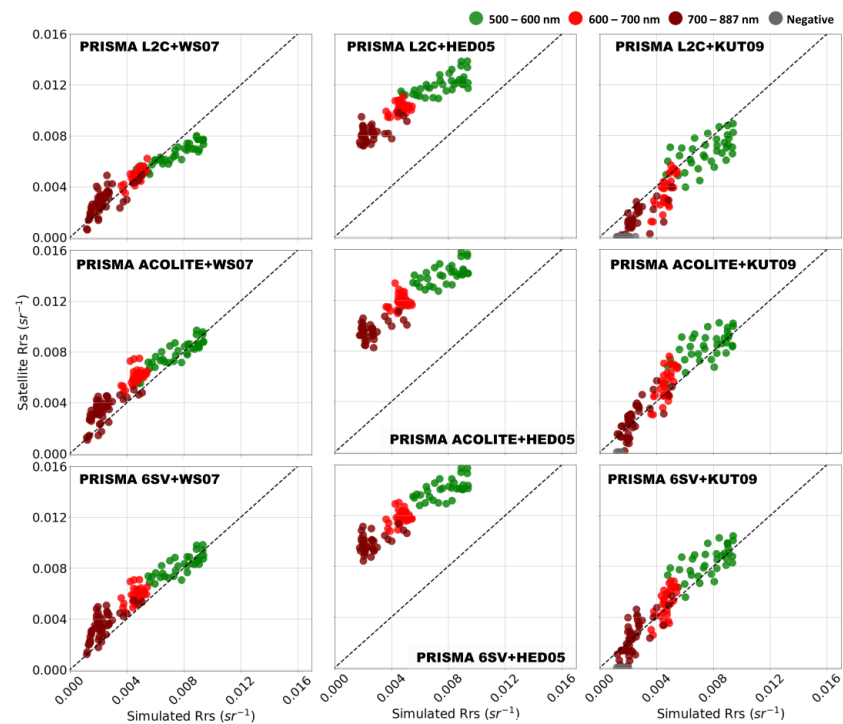 500 – 600 nm 600 – 700 nm 700 – 887 nm Negative
PRISMA L2C+WS07
PRISMA L2C+HED05
PRISMA L2C+KUT09
0.016
0.012
0.008
0.004
0.000
PRISMA ACOLITE+WS07
PRISMA ACOLITE+HED05
PRISMA ACOLITE+KUT09
0.016
0.012
0.008
0.004
0.000
Satellite Rrs (sr⁻¹)
PRISMA 6SV+WS07
PRISMA 6SV+HED05
PRISMA 6SV+KUT09
0.016
0.012
0.008
0.004
0.000
0.000 0.004 0.008 0.012 0.016
0.000 0.004 0.008 0.012 0.016
0.000 0.004 0.008 0.012 0.016
Simulated Rrs (sr⁻¹)
Simulated Rrs (sr⁻¹)
Simulated Rrs (sr⁻¹)